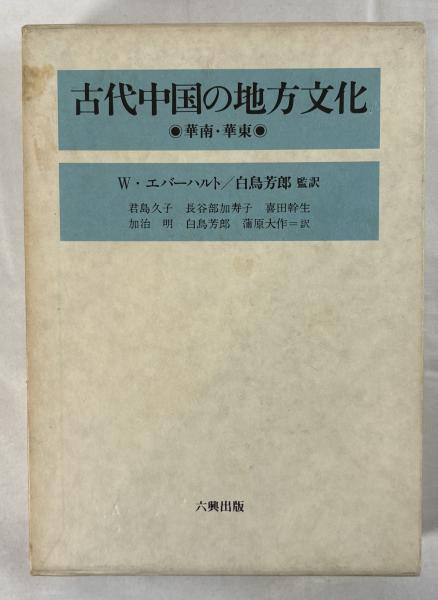 古代中国の地方文化
●華南・華東●
W・エバーハルト/白鳥芳郎 監訳
君島久子 長谷部加寿子 喜田幹生
加治 明 白鳥芳郎 蒲原大作=訳
六興出版